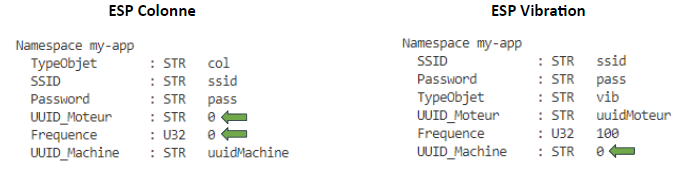 ESP Colonne
Namespace my-app
TypeObjet : STR col
SSID : STR ssid
Password : STR pass
UUID_Moteur : STR 0
Frequence : U32 0
UUID_Machine : STR uuidMachine
ESP Vibration
Namespace my-app
SSID : STR ssid
Password : STR pass
TypeObjet : STR vib
UUID_Moteur : STR uuidMoteur
Frequence : U32 100
UUID_Machine : STR 0